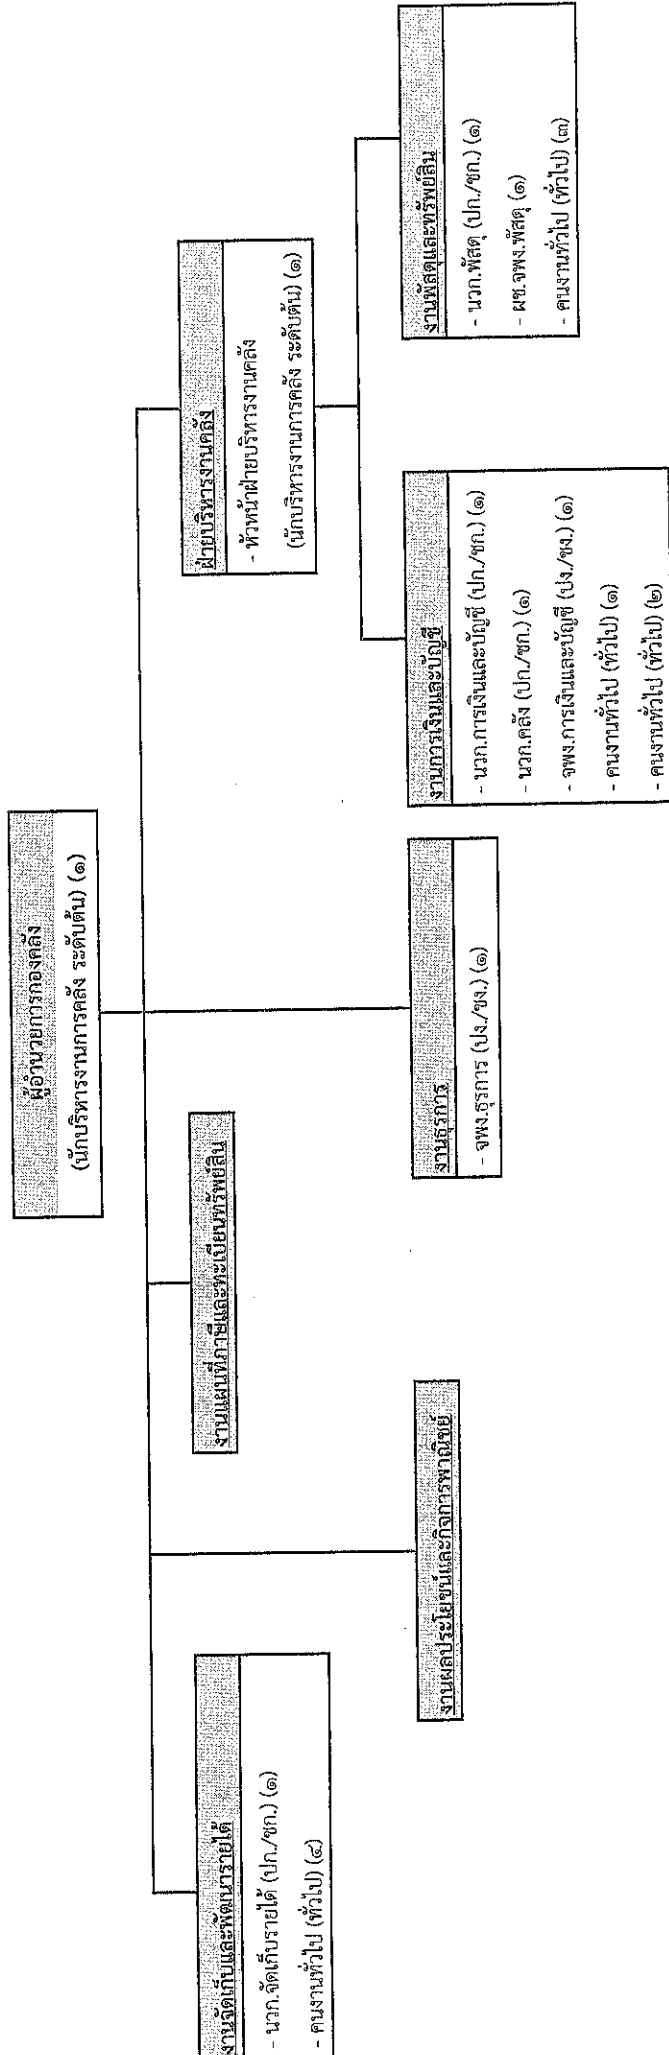 ผู้อำนวยการกองคลัง
(นักบริหารงานการคลัง ระดับต้น) (๑)
งานจัดเก็บและพัฒนารายได้
- นวก.จัดเก็บรายได้ (ปก./ชก.) (๑)
- คนงานทั่วไป (ทั่วไป) (๔)
งานผลประโยชน์และกิจการพาณิชย์
งานแผนที่ภาษีและทะเบียนทรัพย์สิน
งานธุรการ
- จพง.ธุรการ (ปง./ชง.) (๑)
ฝ่ายบริหารงานคลัง
- หัวหน้าฝ่ายบริหารงานคลัง
(นักบริหารงานการคลัง ระดับต้น) (๑)
งานการเงินและบัญชี
- นวก.การเงินและบัญชี (ปก./ชก.) (๑)
- นวก.คลัง (ปก./ชก.) (๑)
- จพง.การเงินและบัญชี (ปง./ชง.) (๑)
- คนงานทั่วไป (ทั่วไป) (๑)
- คนงานทั่วไป (ทั่วไป) (๒)
งานพัสดุและทรัพย์สิน
- นวก.พัสดุ (ปก./ชก.) (๑)
- ผช.จพง.พัสดุ (๑)
- คนงานทั่วไป (ทั่วไป) (๓)